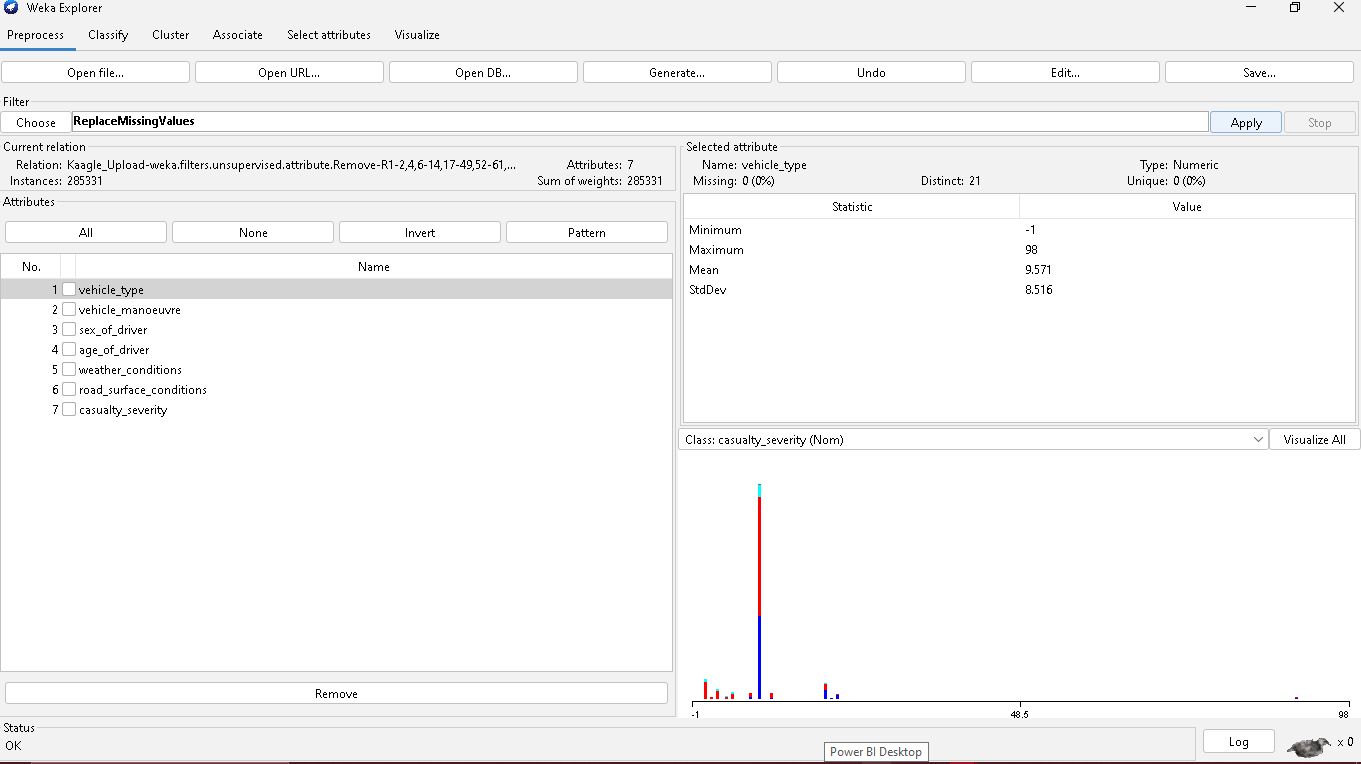 Weka Explorer
Preprocess Classify Cluster Associate Select attributes Visualize
Open file... Open URL... Open DB... Generate... Undo Edit... Save...
Filter
Choose ReplaceMissingValues Apply Stop
Current relation
Relation: Kaagle_Upload-weka.filters.unsupervised.attribute.Remove-R1-2,4,6-14,17-49,52-61,... Attributes: 7
Instances: 285331 Sum of weights: 285331
Attributes
All None Invert Pattern
No. Name
1 vehicle_type
2 vehicle_manoeuvre
3 sex_of_driver
4 age_of_driver
5 weather_conditions
6 road_surface_conditions
7 casualty_severity
Remove
Selected attribute
Name: vehicle_type Type: Numeric
Missing: 0 (0%) Distinct: 21 Unique: 0 (0%)
Statistic Value
Minimum -1
Maximum 98
Mean 9.571
StdDev 8.516
Class: casualty_severity (Nom) Visualize All
-1 48.5 98
Status
OK
Log x 0
Power BI Desktop